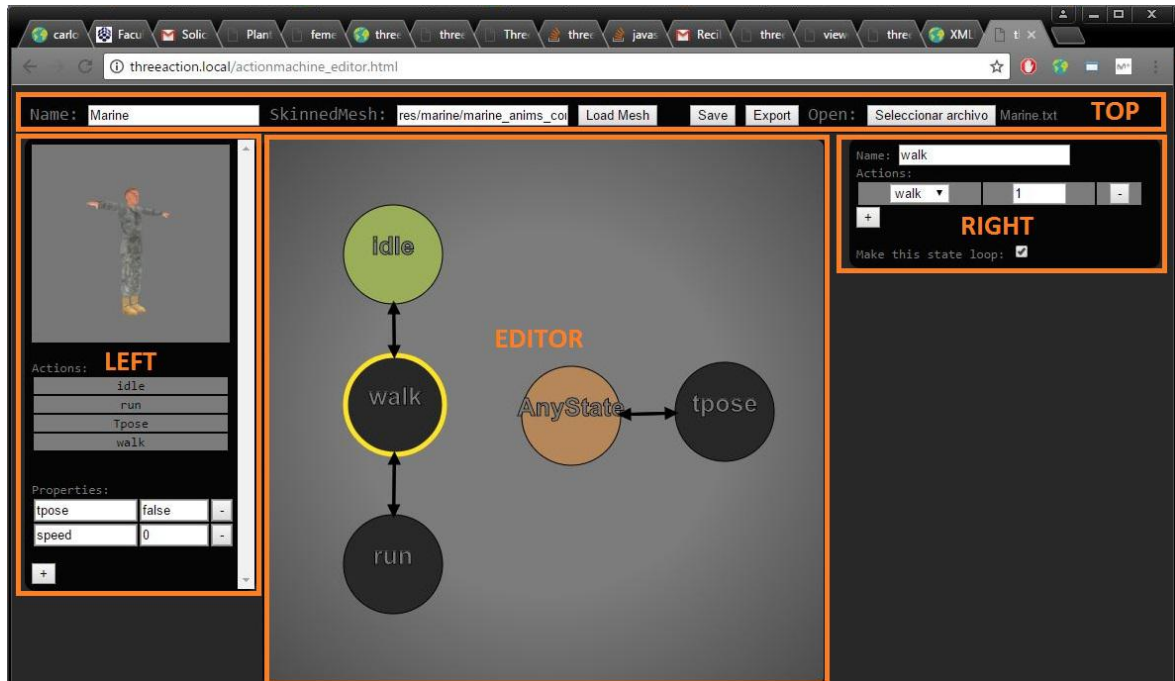 carlo Facul Solic Plant feme three three Three three javas Recil three view three XML tl
threeaction.local/actionmachine_editor.html
Name: Marine SkinnedMesh: res/marine/marine_anims_co Load Mesh Save Export Open: Seleccionar archivo Marine.txt TOP
LEFT
Actions:
idle
run
Tpose
walk
Properties:
tpose false -
speed 0 -
+
idle
EDITOR
walk
AnyState
tpose
run
Name: walk
Actions:
walk 1 -
+
RIGHT
Make this state loop: